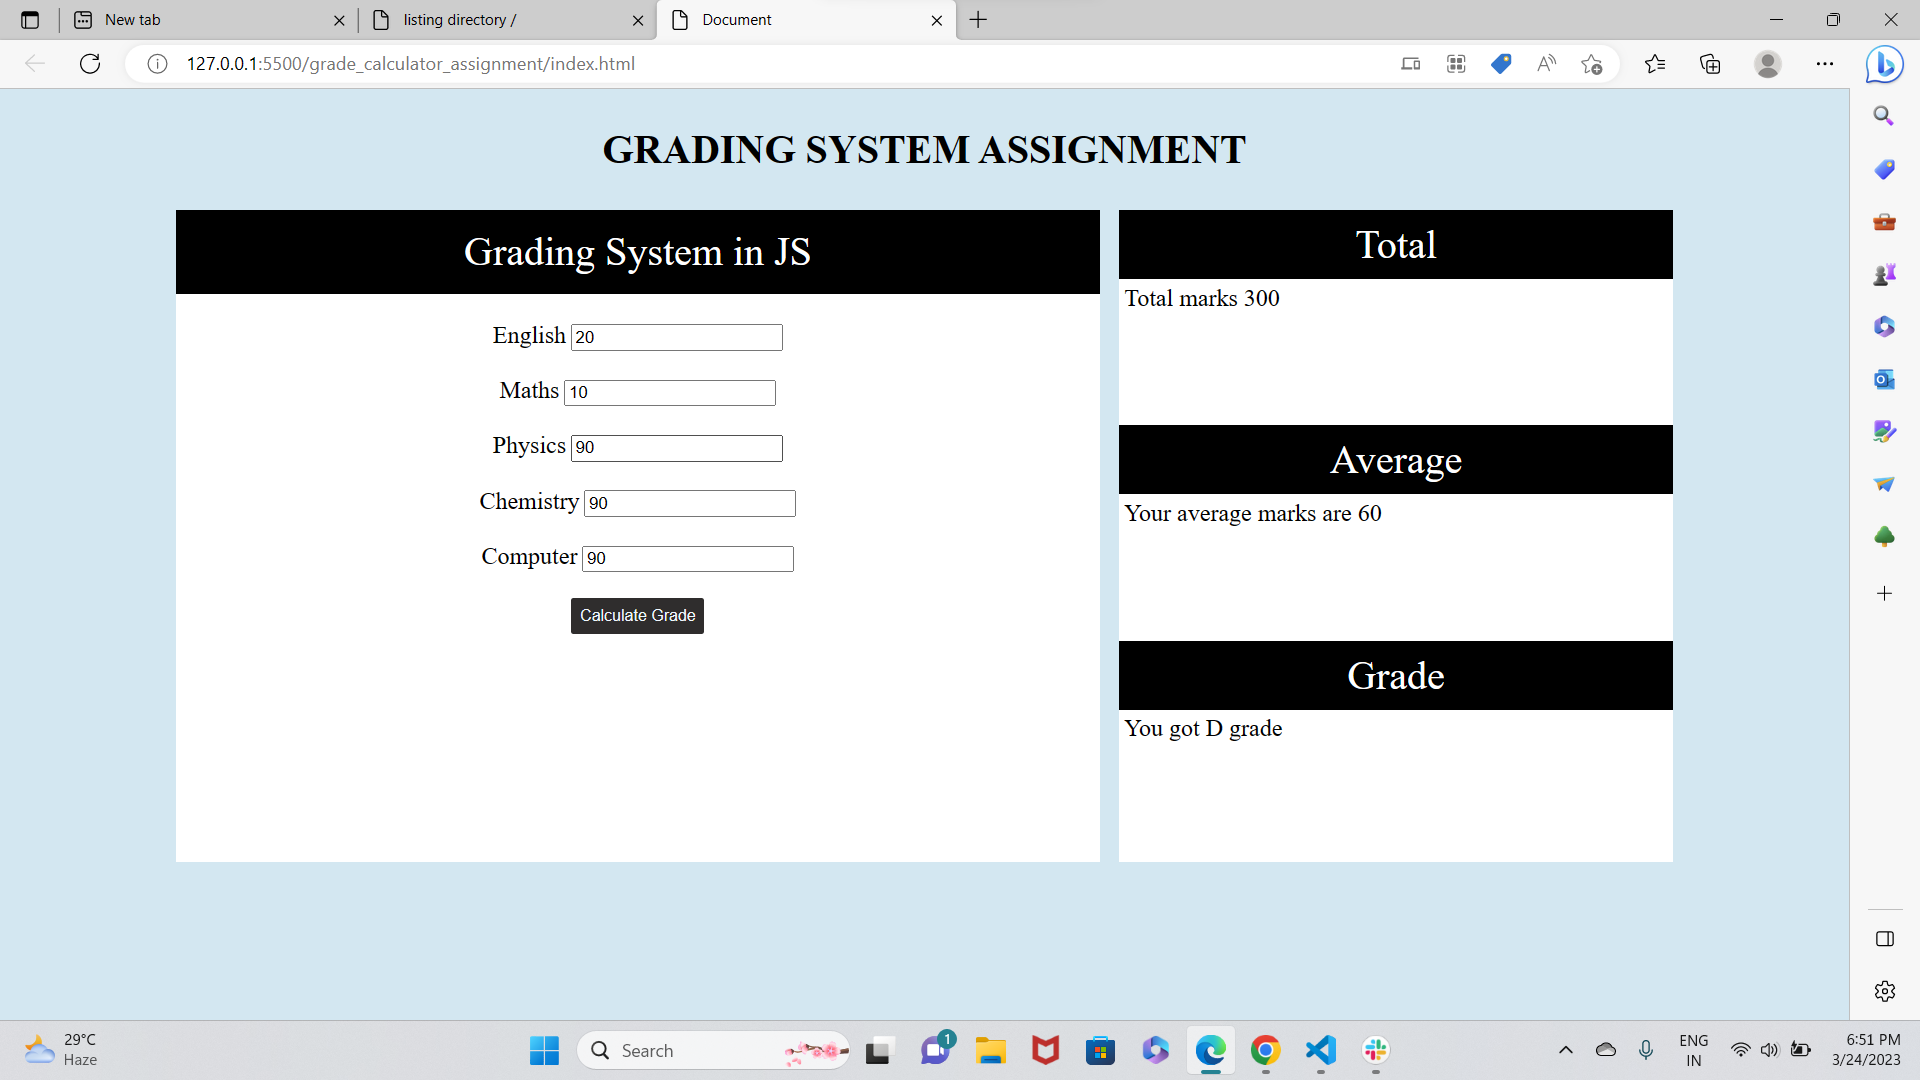 New tab
listing directory /
Document
127.0.0.1:5500/grade_calculator_assignment/index.html
GRADING SYSTEM ASSIGNMENT
Grading System in JS
English 20
Maths 10
Physics 90
Chemistry 90
Computer 90
Calculate Grade
Total
Total marks 300
Average
Your average marks are 60
Grade
You got D grade
29°C
Haze
Search
1
ENG
IN
6:51 PM
3/24/2023